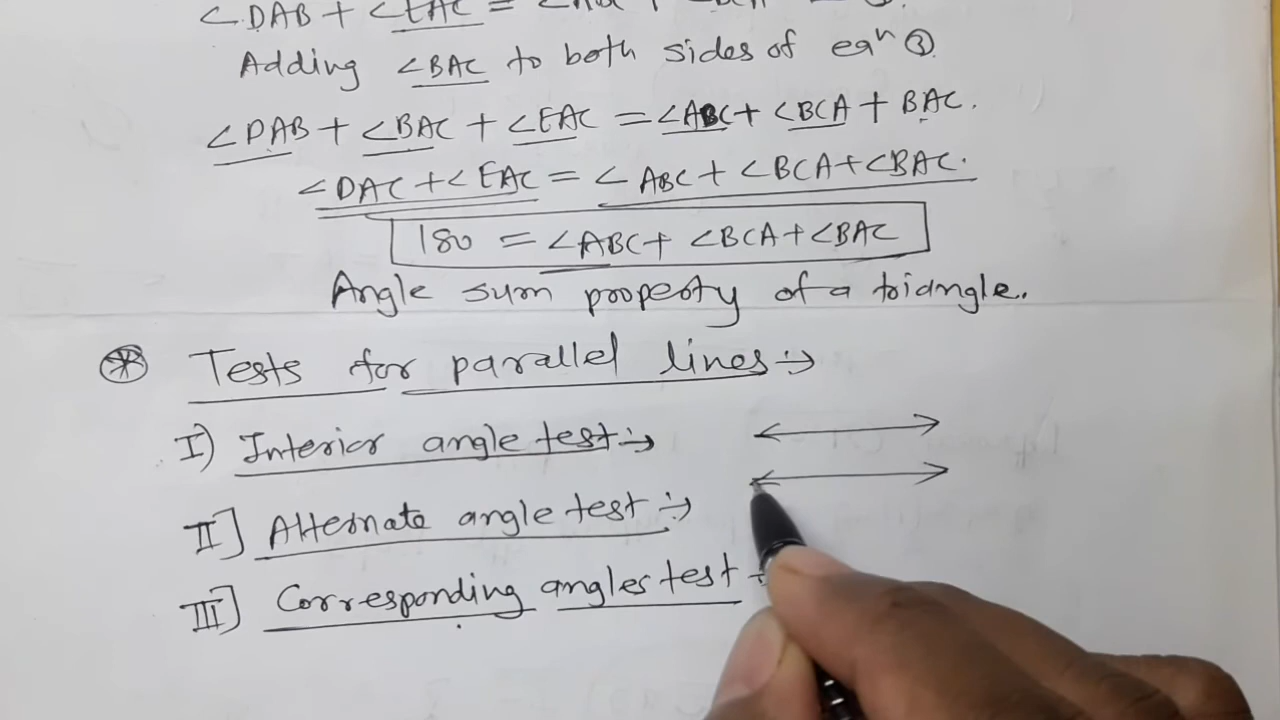 ∠DAB + ∠EAC =
Adding ∠BAC to both sides of eqⁿ ③
∠DAB + ∠BAC + ∠EAC = ∠ABC + ∠BCA + BAC.
∠DAC + ∠EAC = ∠ABC + ∠BCA + ∠BAC.
180 = ∠ABC + ∠BCA + ∠BAC
Angle sum property of a triangle.
* Tests for parallel lines :→
I) Interior angle test :→
II] Alternate angle test :→
III] Corresponding angles test